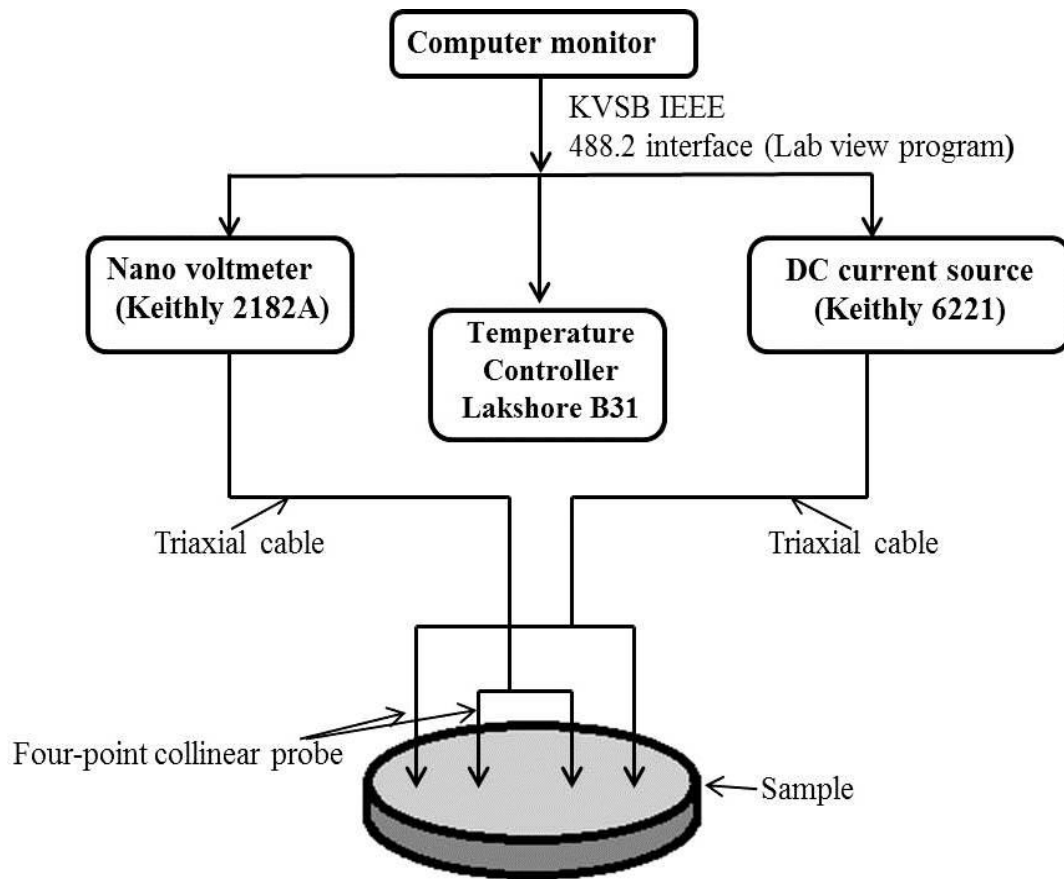 Computer monitor
KVSB IEEE
488.2 interface (Lab view program)
Nano voltmeter
(Keithly 2182A)
Temperature
Controller
Lakshore B31
DC current source
(Keithly 6221)
Triaxial cable
Triaxial cable
Four-point collinear probe
Sample